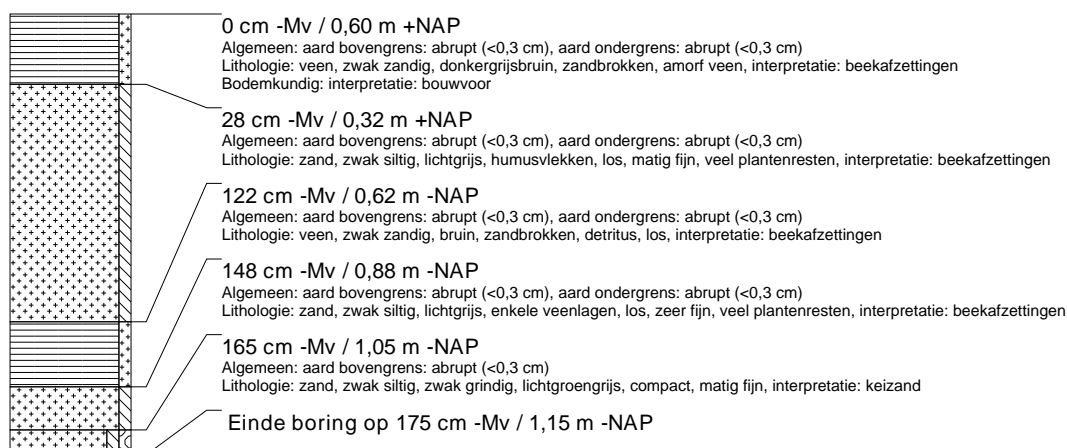 0 cm -Mv / 0,60 m +NAP
Algemeen: aard bovengrens: abrupt (<0,3 cm), aard ondergrens: abrupt (<0,3 cm)
Lithologie: veen, zwak zandig, donkergrijsbruin, zandbrokken, amorf veen, interpretatie: beekafzettingen
Bodemkundig: interpretatie: bouwvoor
28 cm -Mv / 0,32 m +NAP
Algemeen: aard bovengrens: abrupt (<0,3 cm), aard ondergrens: abrupt (<0,3 cm)
Lithologie: zand, zwak siltig, lichtgrijs, humusvlekken, los, matig fijn, veel plantenresten, interpretatie: beekafzettingen
122 cm -Mv / 0,62 m -NAP
Algemeen: aard bovengrens: abrupt (<0,3 cm), aard ondergrens: abrupt (<0,3 cm)
Lithologie: veen, zwak zandig, bruin, zandbrokken, detritus, los, interpretatie: beekafzettingen
148 cm -Mv / 0,88 m -NAP
Algemeen: aard bovengrens: abrupt (<0,3 cm), aard ondergrens: abrupt (<0,3 cm)
Lithologie: zand, zwak siltig, lichtgrijs, enkele veenlagen, los, zeer fijn, veel plantenresten, interpretatie: beekafzettingen
165 cm -Mv / 1,05 m -NAP
Algemeen: aard bovengrens: abrupt (<0,3 cm)
Lithologie: zand, zwak siltig, zwak grindig, lichtgroengrijs, compact, matig fijn, interpretatie: keizand
Einde boring op 175 cm -Mv / 1,15 m -NAP